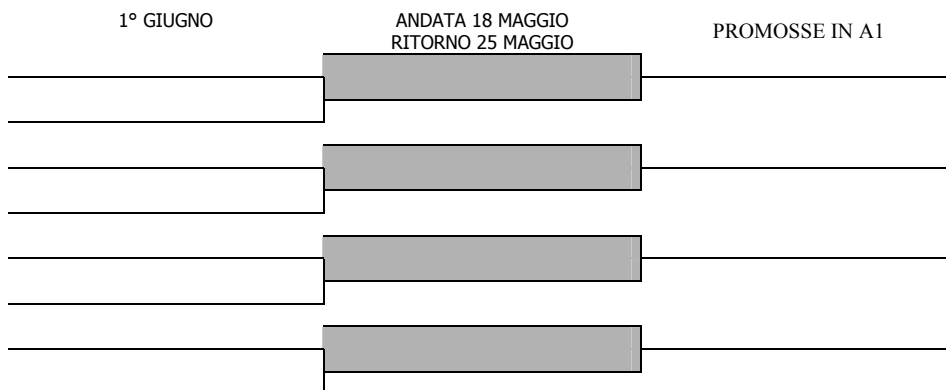 1° GIUGNO
ANDATA 18 MAGGIO
RITORNO 25 MAGGIO
PROMOSSE IN A1